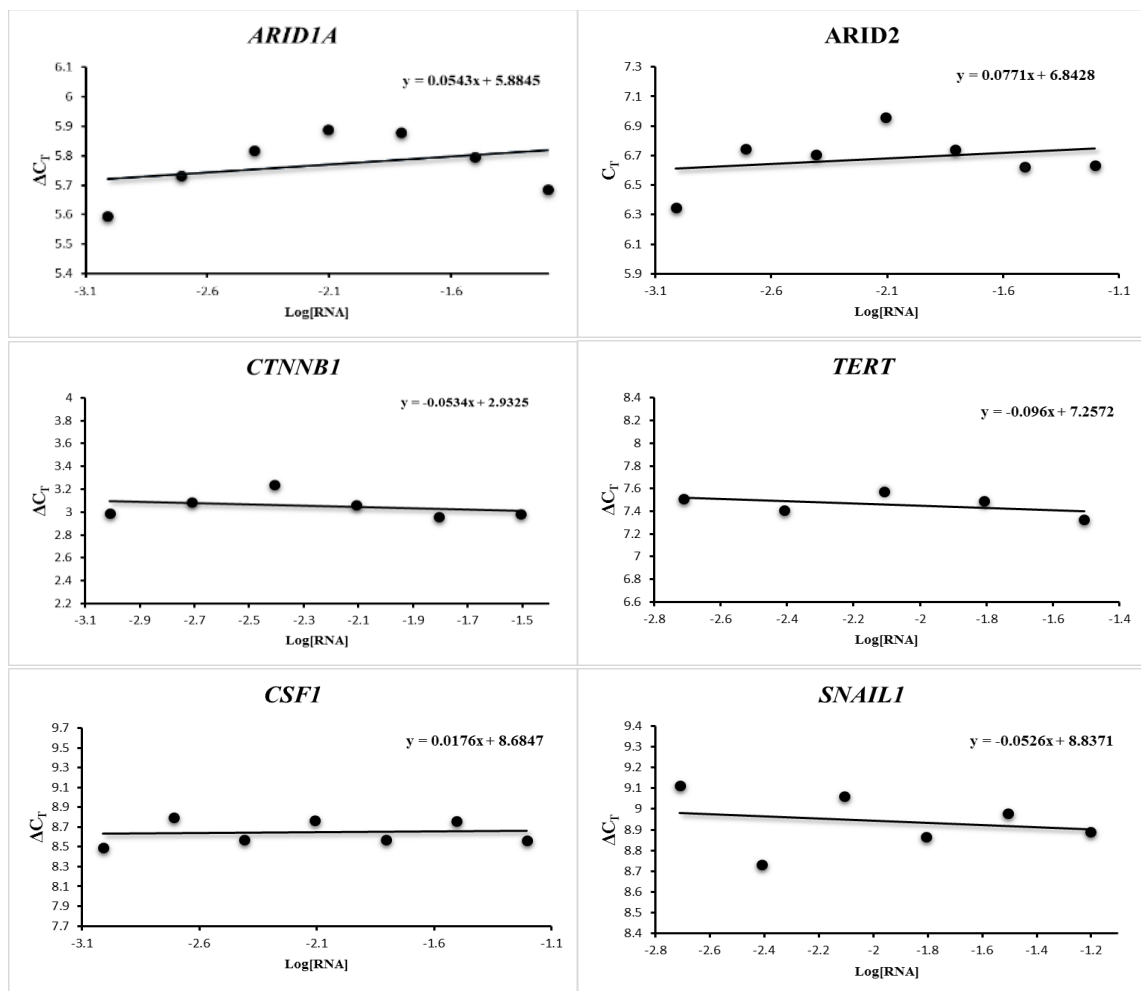 ARID1A
y = 0.0543x + 5.8845
6.1
6
5.9
5.8
5.7
5.6
5.5
5.4
ΔCT
-3.1 -2.6 -2.1 -1.6
Log[RNA]
ARID2
y = 0.0771x + 6.8428
7.3
7.1
6.9
6.7
6.5
6.3
6.1
5.9
CT
-3.1 -2.6 -2.1 -1.6 -1.1
Log[RNA]
CTNNB1
y = -0.0534x + 2.9325
4
3.8
3.6
3.4
3.2
3
2.8
2.6
2.4
2.2
ΔCT
-3.1 -2.9 -2.7 -2.5 -2.3 -2.1 -1.9 -1.7 -1.5
Log[RNA]
TERT
y = -0.096x + 7.2572
8.4
8.2
8
7.8
7.6
7.4
7.2
7
6.8
6.6
ΔCT
-2.8 -2.6 -2.4 -2.2 -2 -1.8 -1.6 -1.4
Log[RNA]
CSF1
y = 0.0176x + 8.6847
9.7
9.5
9.3
9.1
8.9
8.7
8.5
8.3
8.1
7.9
7.7
ΔCT
-3.1 -2.6 -2.1 -1.6 -1.1
Log[RNA]
SNAIL1
y = -0.0526x + 8.8371
9.4
9.3
9.2
9.1
9
8.9
8.8
8.7
8.6
8.5
8.4
ΔCT
-2.8 -2.6 -2.4 -2.2 -2 -1.8 -1.6 -1.4 -1.2
Log[RNA]